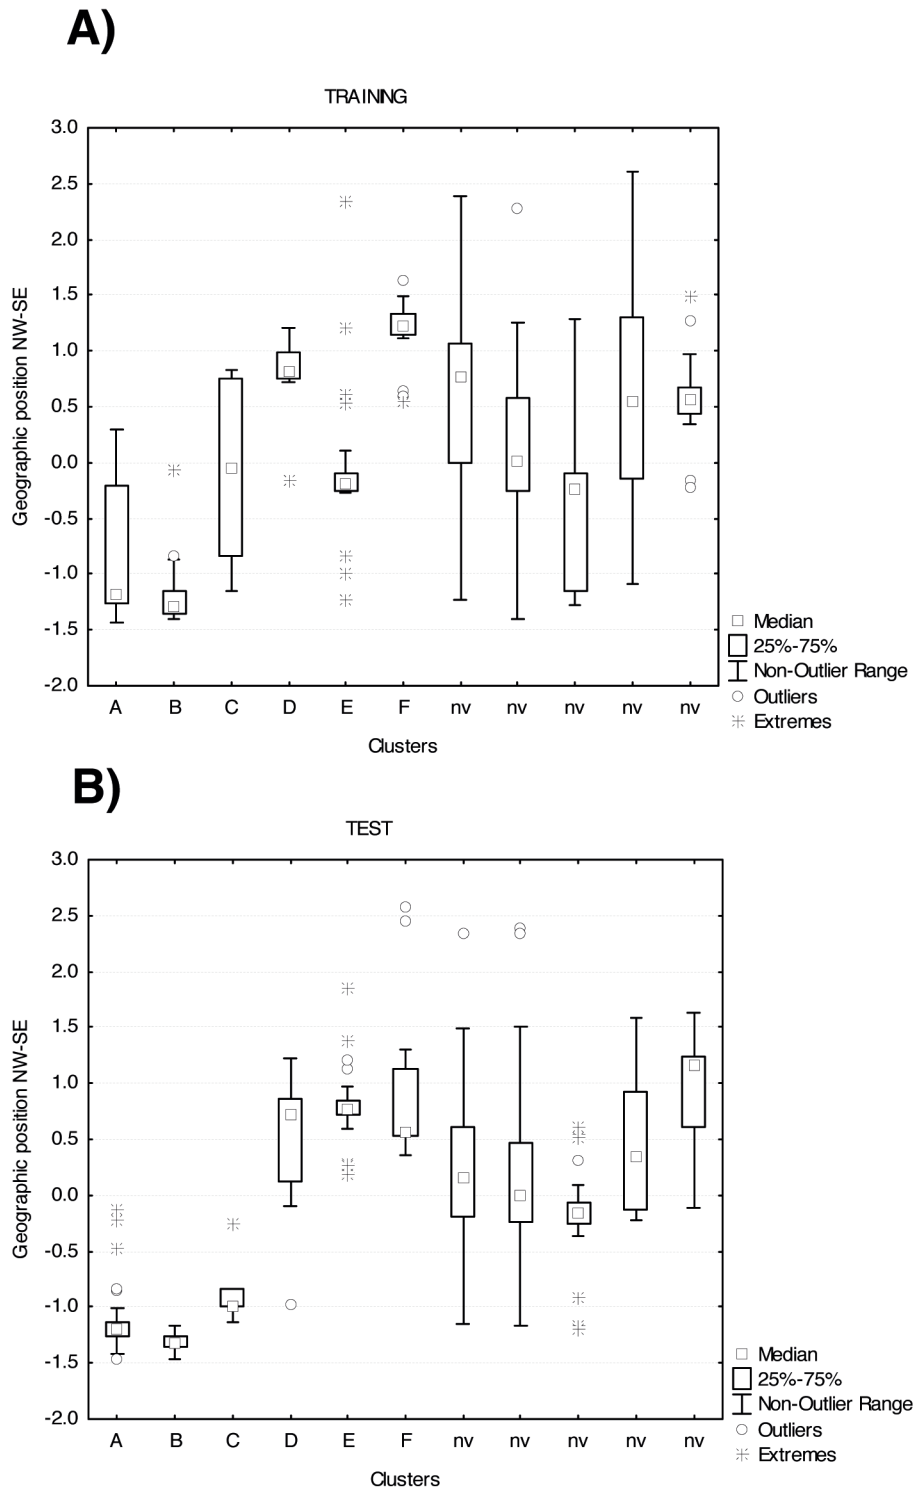 A)
TRAINING
3.0
2.5
2.0
1.5
1.0
0.5
0.0
-0.5
-1.0
-1.5
-2.0
Geographic position NW-SE
A B C D E F nv nv nv nv nv
Clusters
Median
25%-75%
Non-Outlier Range
Outliers
Extremes
B)
TEST
3.0
2.5
2.0
1.5
1.0
0.5
0.0
-0.5
-1.0
-1.5
-2.0
Geographic position NW-SE
A B C D E F nv nv nv nv nv
Clusters
Median
25%-75%
Non-Outlier Range
Outliers
Extremes